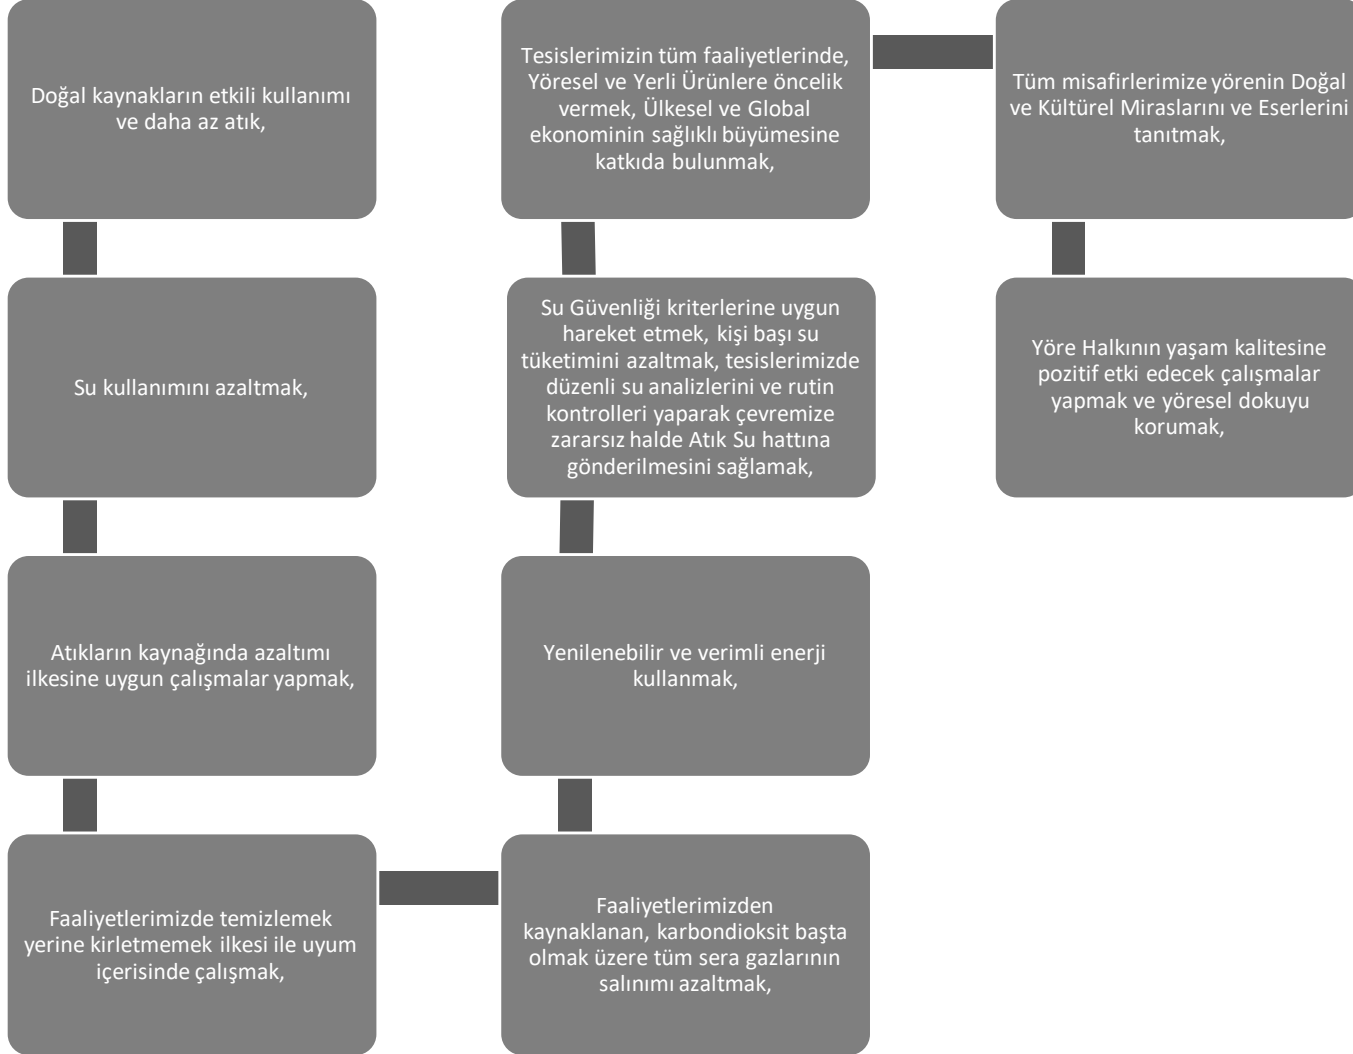 Doğal kaynakların etkili kullanımı
ve daha az atık,
Su kullanımını azaltmak,
Atıkların kaynağında azaltımı
ilkesine uygun çalışmalar yapmak,
Faaliyetlerimizde temizlemek
yerine kirletmemek ilkesi ile uyum
içerisinde çalışmak,
Faaliyetlerimizden
kaynaklanan, karbondioksit başta
olmak üzere tüm sera gazlarının
salınımı azaltmak,
Yenilenebilir ve verimli enerji
kullanmak,
Su Güvenliği kriterlerine uygun
hareket etmek, kişi başı su
tüketimini azaltmak, tesislerimizde
düzenli su analizlerini ve rutin
kontrolleri yaparak çevremize
zararsız halde Atık Su hattına
gönderilmesini sağlamak,
Tesislerimizin tüm faaliyetlerinde,
Yöresel ve Yerli Ürünlere öncelik
vermek, Ülkesel ve Global
ekonominin sağlıklı büyümesine
katkıda bulunmak,
Tüm misafirlerimize yörenin Doğal
ve Kültürel Miraslarını ve Eserlerini
tanıtmak,
Yöre Halkının yaşam kalitesine
pozitif etki edecek çalışmalar
yapmak ve yöresel dokuyu
korumak,